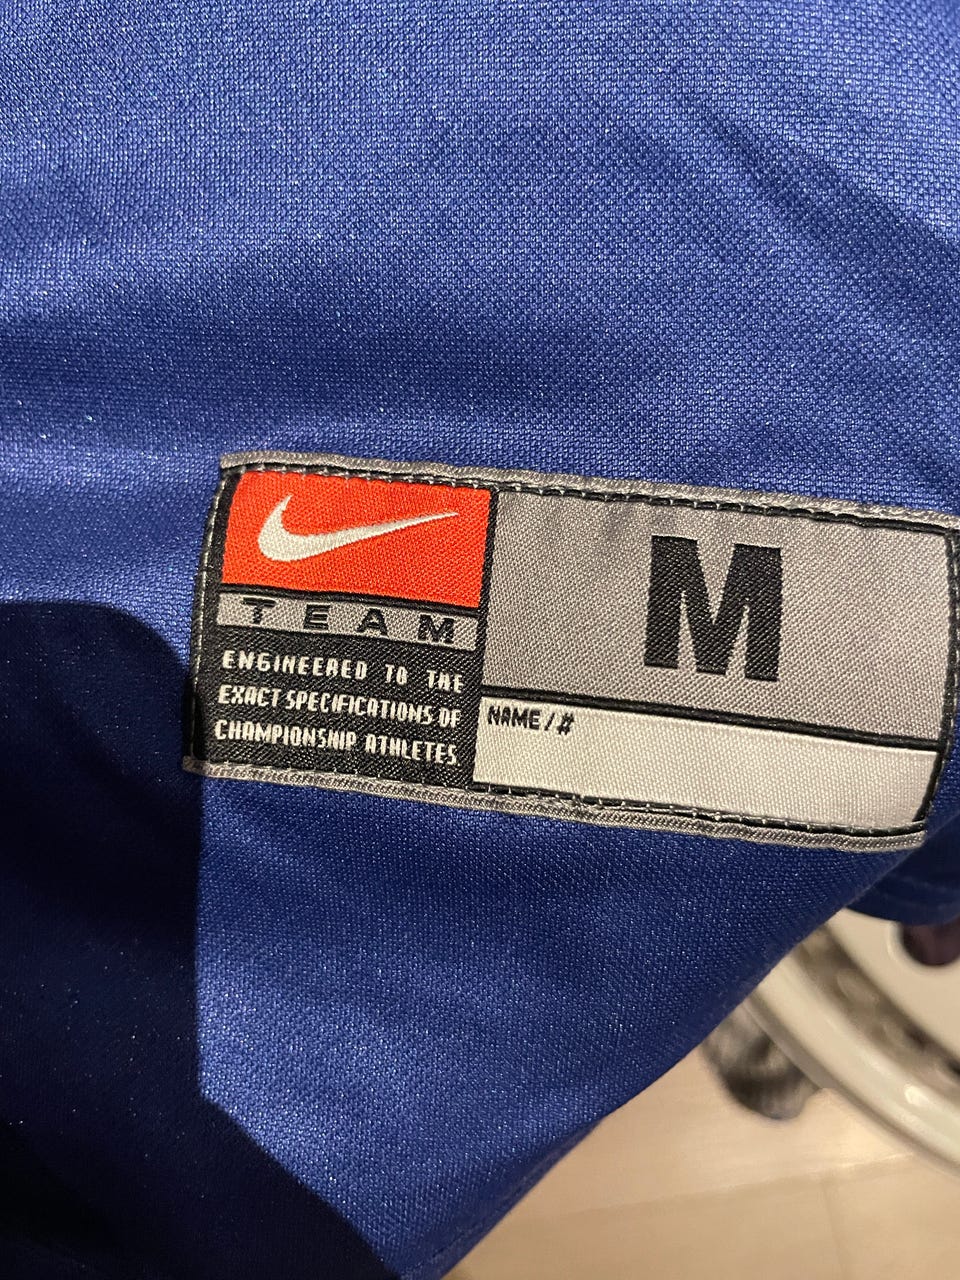 TEAM
ENGINEERED TO THE
EXACT SPECIFICATIONS OF
CHAMPIONSHIP ATHLETES
M
NAME/#